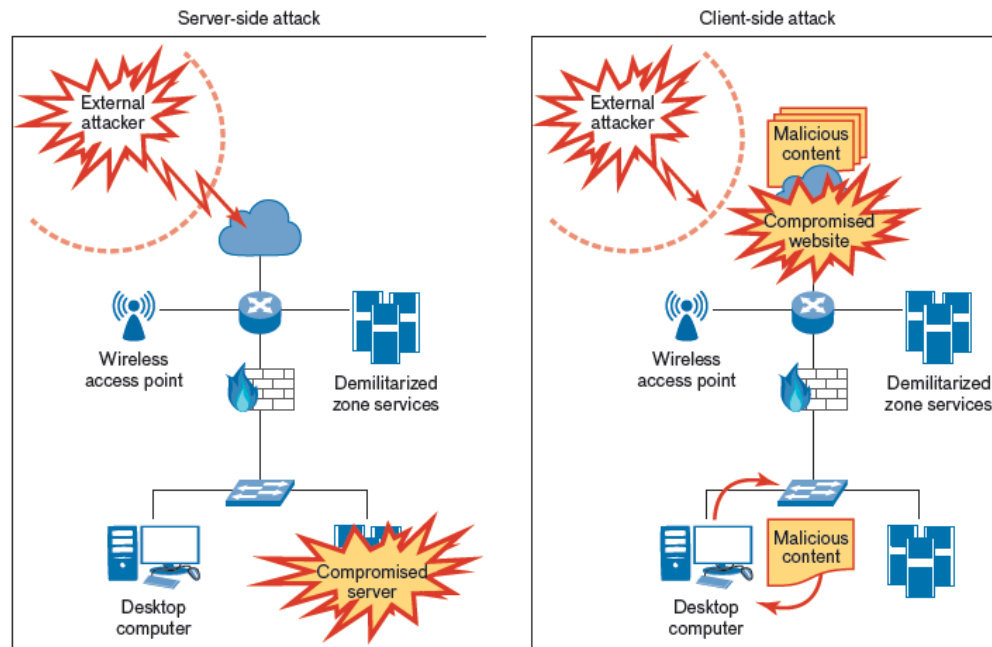 Server-side attack
External
attacker
Wireless
access point
Demilitarized
zone services
Desktop
computer
Compromised
server
Client-side attack
External
attacker
Malicious
content
Compromised
website
Wireless
access point
Demilitarized
zone services
Malicious
content
Desktop
computer